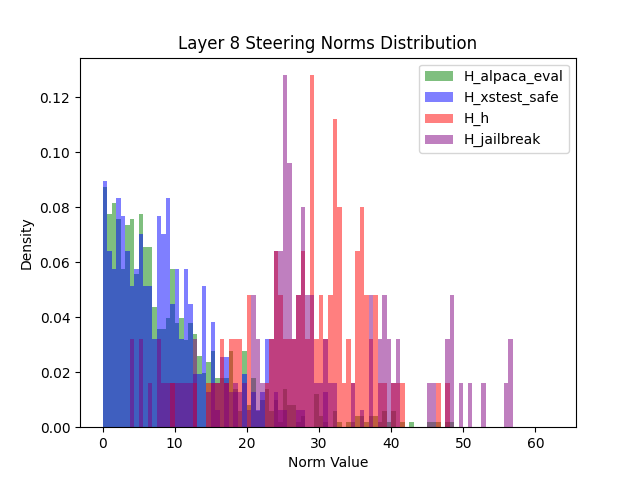 Layer 8 Steering Norms Distribution
H_alpaca_eval
H_xstest_safe
H_h
H_jailbreak
Density
0.12
0.10
0.08
0.06
0.04
0.02
0.00
0 10 20 30 40 50 60
Norm Value